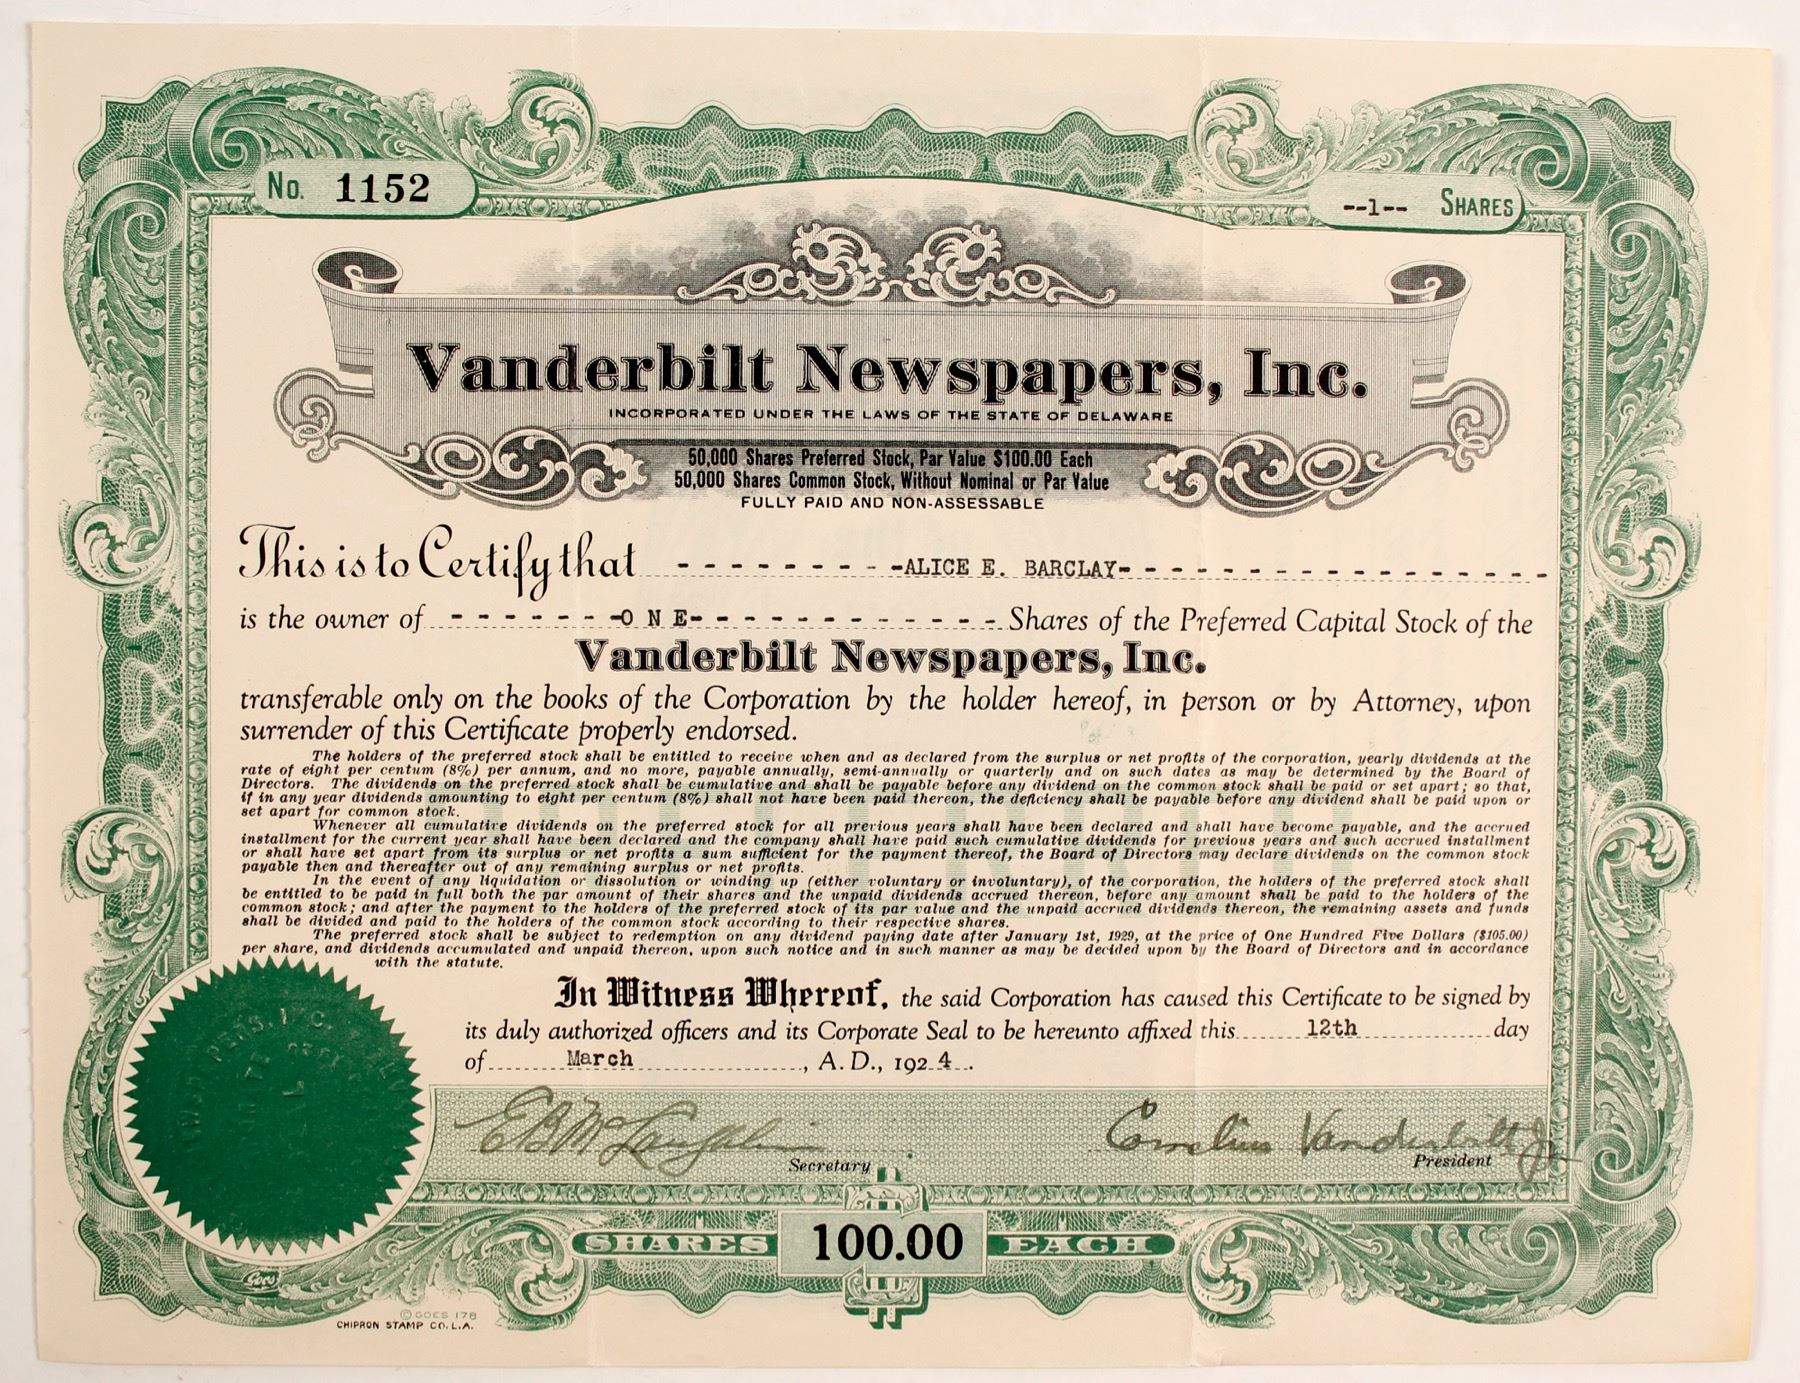 No. 1152
--1-- SHARES
Vanderbilt Newspapers, Inc.
INCORPORATED UNDER THE LAWS OF THE STATE OF DELAWARE
50,000 Shares Preferred Stock, Par Value $100.00 Each
50,000 Shares Common Stock, Without Nominal or Par Value
FULLY PAID AND NON-ASSESSABLE
This is to Certify that - - - - - - - - -ALICE E. BARCLAY- - - - - - - - - - - - - - - - -
is the owner of - - - - - - -O N E- - - - - - - - - - - - Shares of the Preferred Capital Stock of the
Vanderbilt Newspapers, Inc.
transferable only on the books of the Corporation by the holder hereof, in person or by Attorney, upon
surrender of this Certificate properly endorsed.
The holders of the preferred stock shall be entitled to receive when and as declared from the surplus or net profits of the corporation, yearly dividends at the
rate of eight per centum (8%) per annum, and no more, payable annually, semi-annually or quarterly and on such dates as may be determined by the Board of
Directors. The dividends on the preferred stock shall be cumulative and shall be payable before any dividend on the common stock shall be paid or set apart; so that,
if in any year dividends amounting to eight per centum (8%) shall not have been paid thereon, the deficiency shall be payable before any dividend shall be paid upon or
set apart for common stock.
Whenever all cumulative dividends on the preferred stock for all previous years shall have been declared and shall have become payable, and the accrued
installment for the current year shall have been declared and the company shall have paid such cumulative dividends for previous years and such accrued installment
or shall have set apart from its surplus or net profits a sum sufficient for the payment thereof, the Board of Directors may declare dividends on the common stock
payable then and thereafter out of any remaining surplus or net profits.
In the event of any liquidation or dissolution or winding up (either voluntary or involuntary), of the corporation, the holders of the preferred stock shall
be entitled to be paid in full both the par amount of their shares and the unpaid dividends accrued thereon, before any amount shall be paid to the holders of the
common stock; and after the payment to the holders of the preferred stock of its par value and the unpaid accrued dividends thereon, the remaining assets and funds
shall be divided and paid to the holders of the common stock according to their respective shares.
The preferred stock shall be subject to redemption on any dividend paying date after January 1st, 1929, at the price of One Hundred Five Dollars ($105.00)
per share, and dividends accumulated and unpaid thereon, upon such notice and in such manner as may be decided upon by the Board of Directors and in accordance
with the statute.
In Witness Whereof, the said Corporation has caused this Certificate to be signed by
its duly authorized officers and its Corporate Seal to be hereunto affixed this 12th day
of March, A. D., 1924.
E B McLaughlin
Secretary
Cornelius Vanderbilt Jr
President
SHARES 100.00 EACH
Goes
© GOES 178
CHIPRON STAMP CO. L.A.